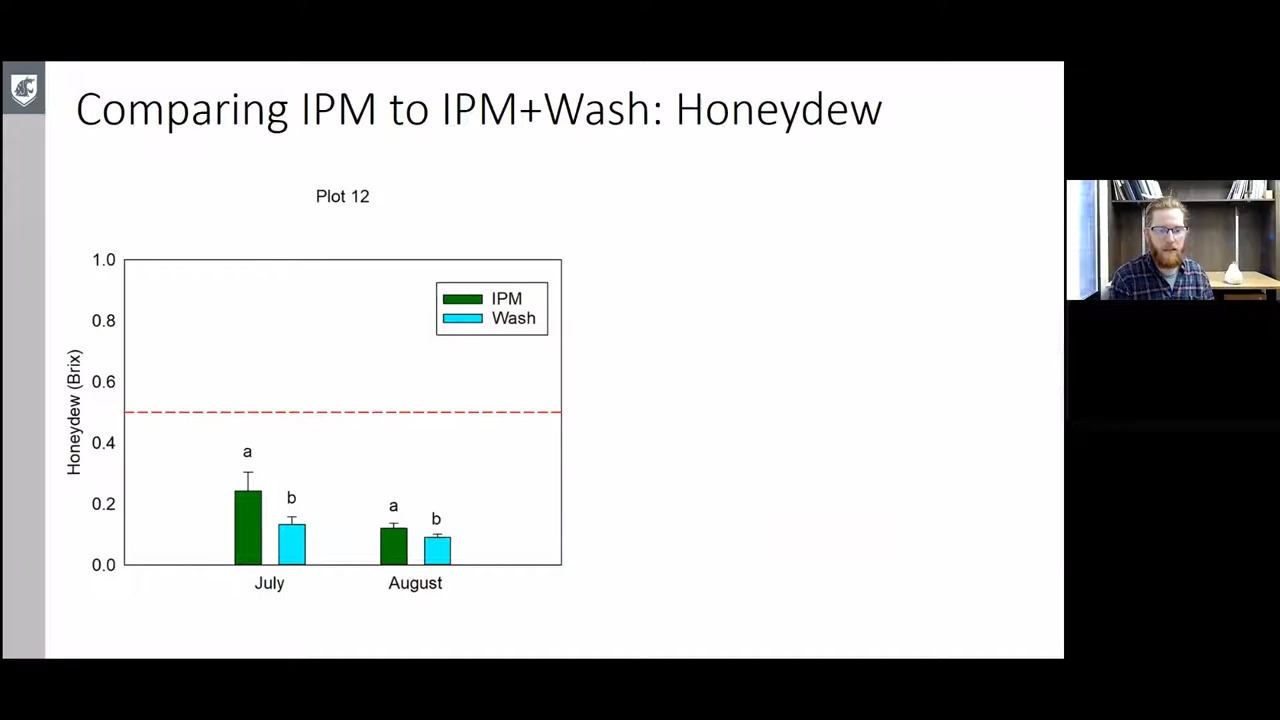 Comparing IPM to IPM+Wash: Honeydew
Plot 12
Honeydew (Brix)
1.0
0.8
0.6
0.4
0.2
0.0
IPM
Wash
a
b
a
b
July
August